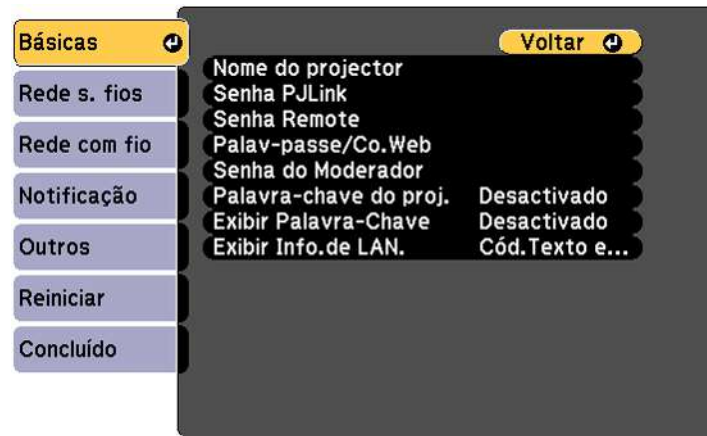 Básicas
Rede s. fios
Rede com fio
Notificação
Outros
Reiniciar
Concluído
Voltar
Nome do projector
Senha PJLink
Senha Remote
Palav-passe/Co.Web
Senha do Moderador
Palavra-chave do proj. Desactivado
Exibir Palavra-Chave Desactivado
Exibir Info.de LAN. Cód.Texto e...